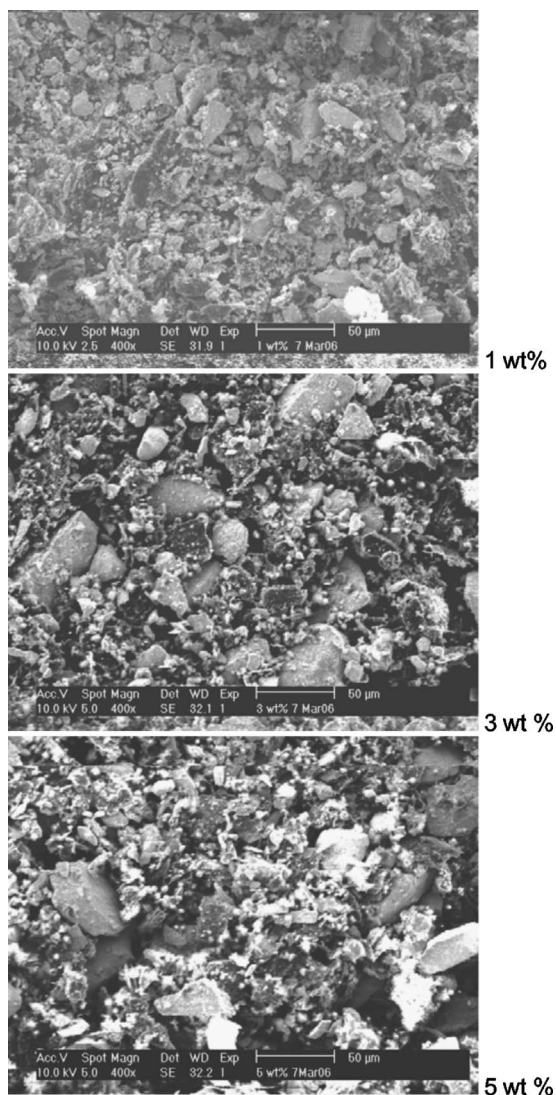 Acc.V Spot Magn Det WD Exp 50 µm
10.0 kV 2.5 400x SE 31.9 1 1 wt% 7 Mar06
1 wt%
Acc.V Spot Magn Det WD Exp 50 µm
10.0 kV 5.0 400x SE 32.1 1 3 wt% 7 Mar06
3 wt %
Acc.V Spot Magn Det WD Exp 50 µm
10.0 kV 5.0 400x SE 32.2 1 5 wt% 7 Mar06
5 wt %